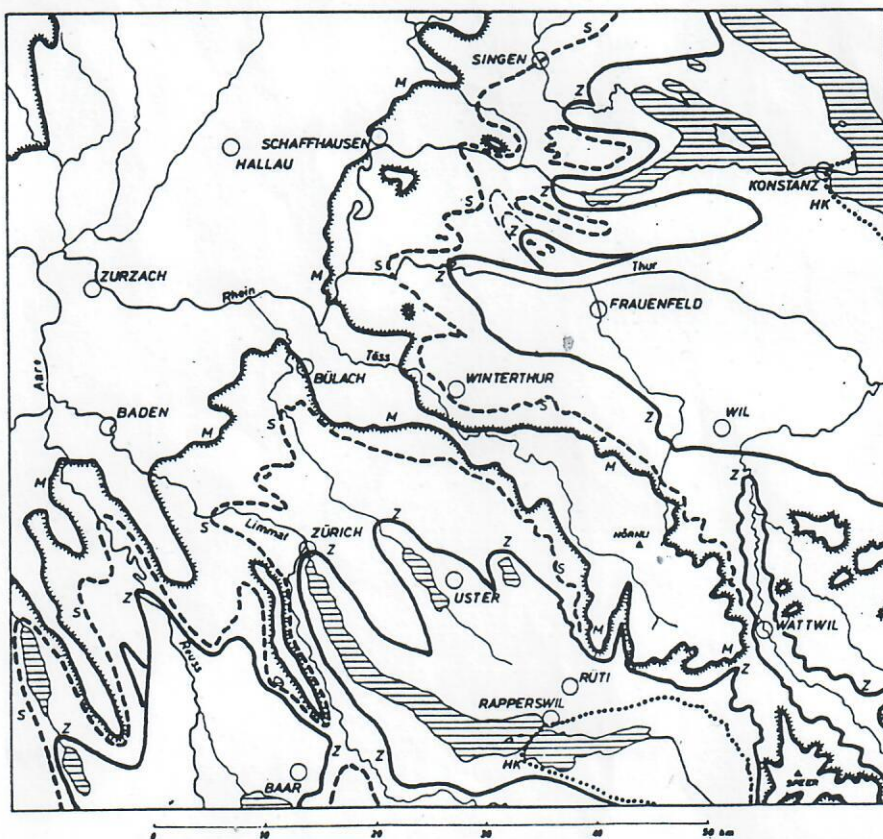 S
SINGEN
M
Z
SCHAFFHAUSEN
HALLAU
KONSTANZ
HK
S
Z
Z
M
S
Z
Thur
ZURZACH
Rhein
FRAUENFELD
Töss
Aare
BÜLACH
WINTERTHUR
BADEN
S
M
S
Z
WIL
M
M
M
Z
S
Limmat
Z
ZÜRICH
Z
Z
HÖRNLI
S
USTER
S
Z
M
WATTWIL
M
Reuss
S
RÜTI
Z
Z
S
Z
RAPPERSWIL
Z
Z
HK
BAAR
SPEER
0 10 20 30 40 50 km